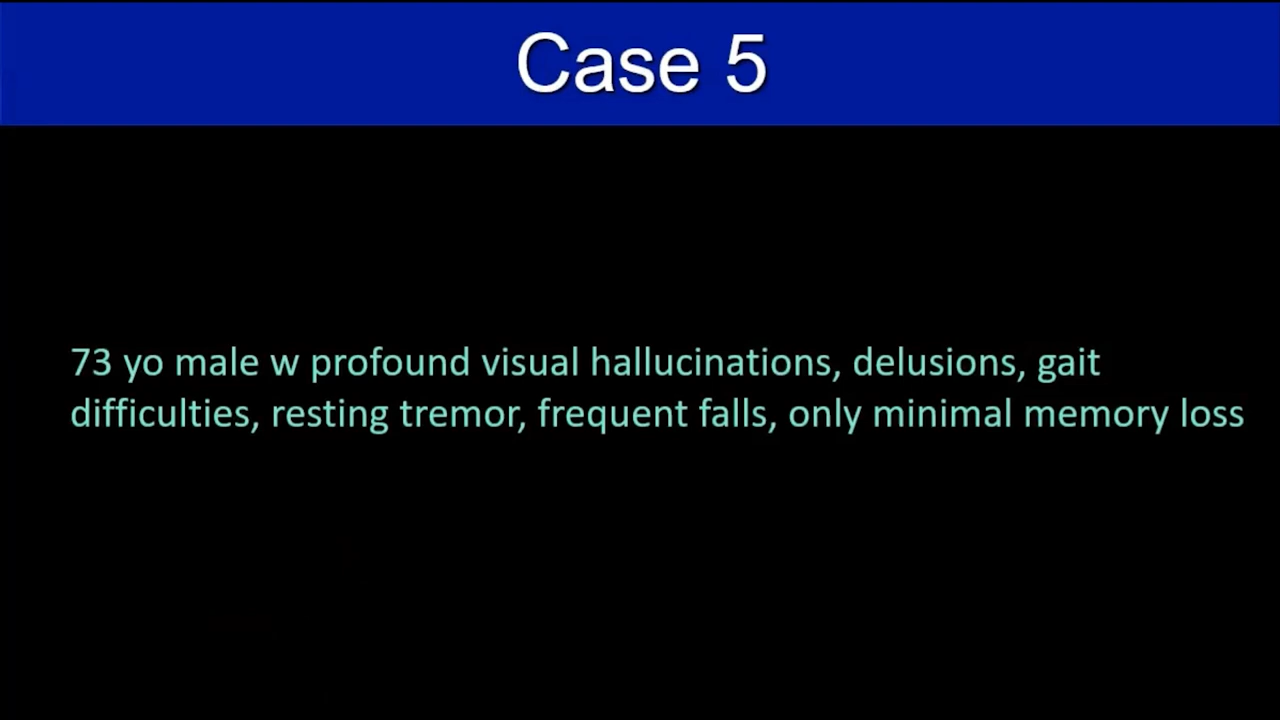 Case 5
73 yo male w profound visual hallucinations, delusions, gait
difficulties, resting tremor, frequent falls, only minimal memory loss